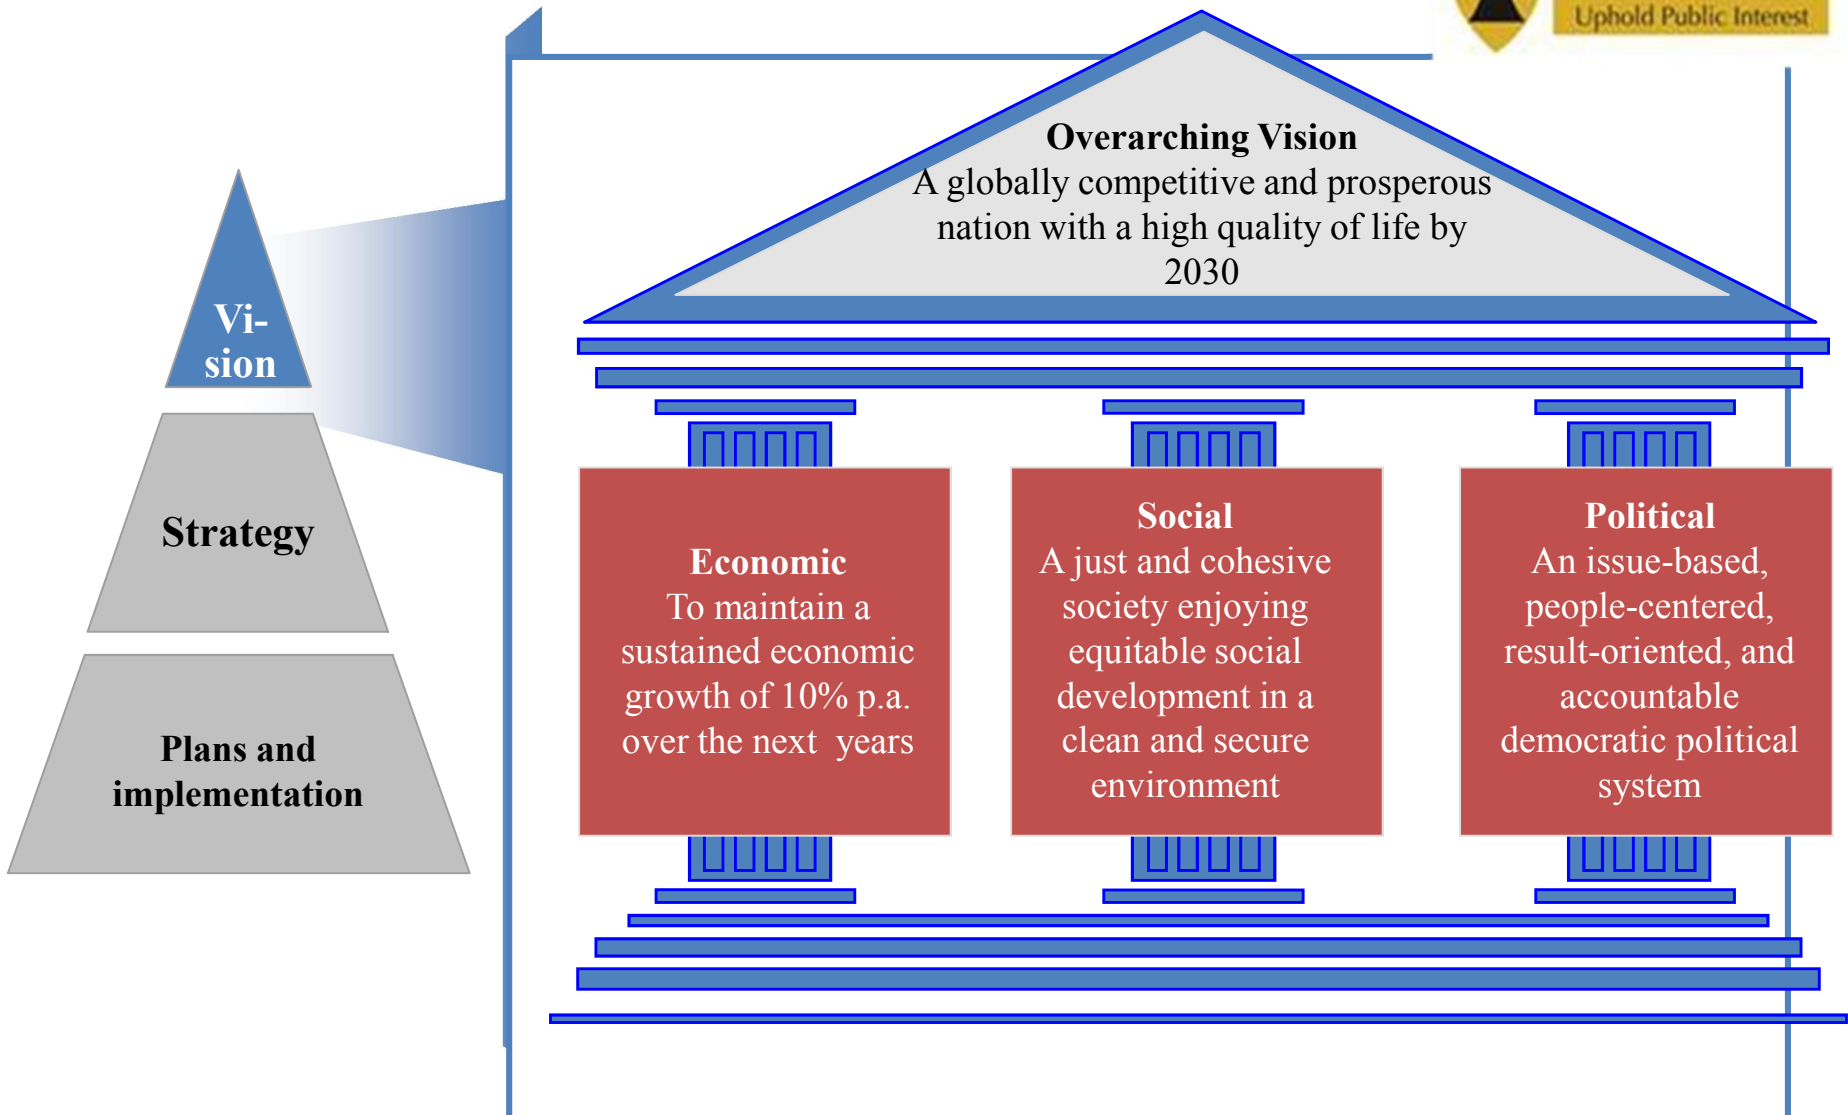 Uphold Public Interest
Overarching Vision
A globally competitive and prosperous
nation with a high quality of life by
2030
Vi-
sion
Strategy
Plans and
implementation
Economic
To maintain a
sustained economic
growth of 10% p.a.
over the next  years
Social
A just and cohesive
society enjoying
equitable social
development in a
clean and secure
environment
Political
An issue-based,
people-centered,
result-oriented, and
accountable
democratic political
system